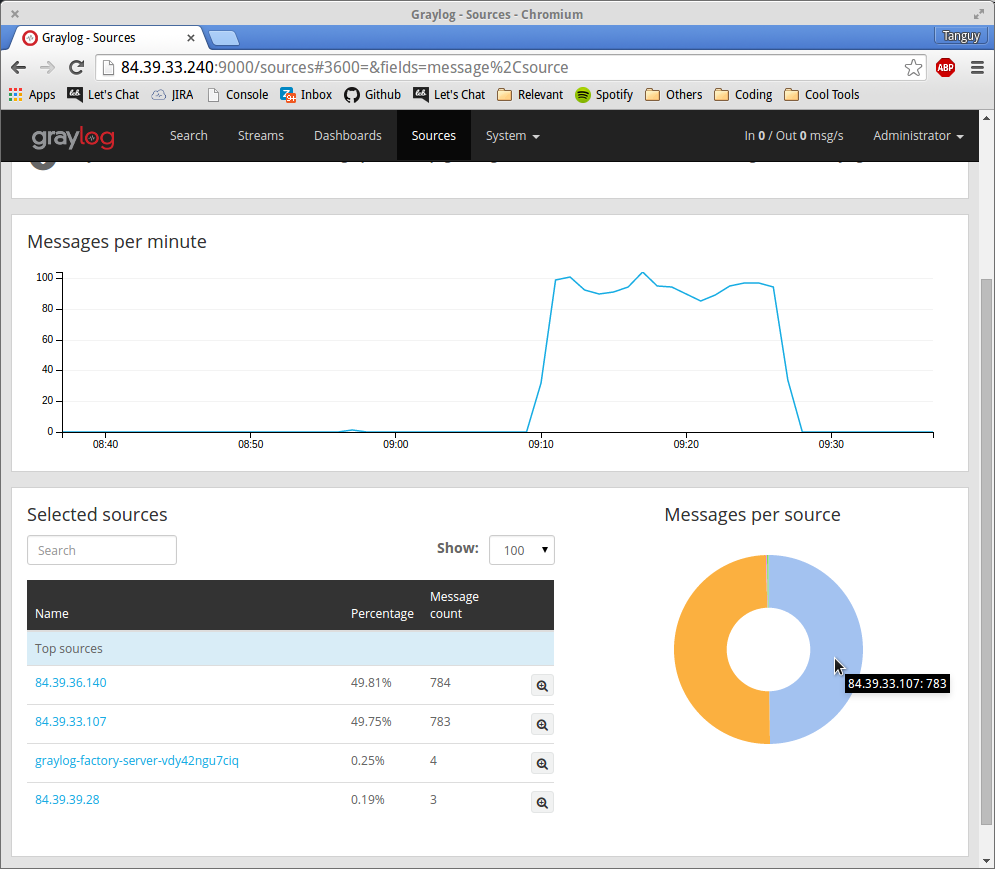 Graylog - Sources - Chromium
Graylog - Sources
Tanguy
84.39.33.240:9000/sources#3600=&fields=message%2Csource
ABP
Apps Let's Chat JIRA Console Inbox Github Let's Chat Relevant Spotify Others Coding Cool Tools
graylog Search Streams Dashboards Sources System In 0 / Out 0 msg/s Administrator
Messages per minute
100
80
60
40
20
0
08:40 08:50 09:00 09:10 09:20 09:30
Selected sources
Messages per source
Search
Show: 100
Name Percentage Message count
Top sources
84.39.36.140 49.81% 784
84.39.33.107 49.75% 783
84.39.33.107: 783
graylog-factory-server-vdy42ngu7ciq 0.25% 4
84.39.39.28 0.19% 3